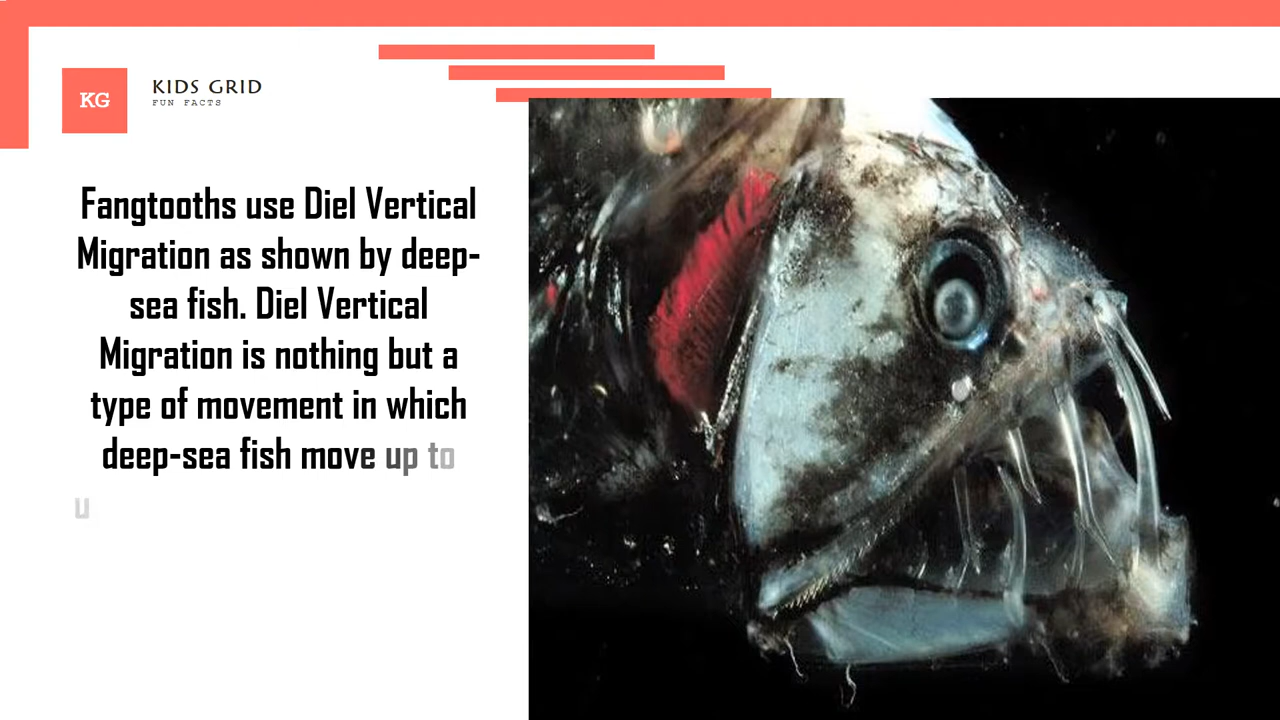 KG
KIDS GRID
FUN FACTS
Fangtooths use Diel Vertical
Migration as shown by deep-
sea fish. Diel Vertical
Migration is nothing but a
type of movement in which
deep-sea fish move up to
u